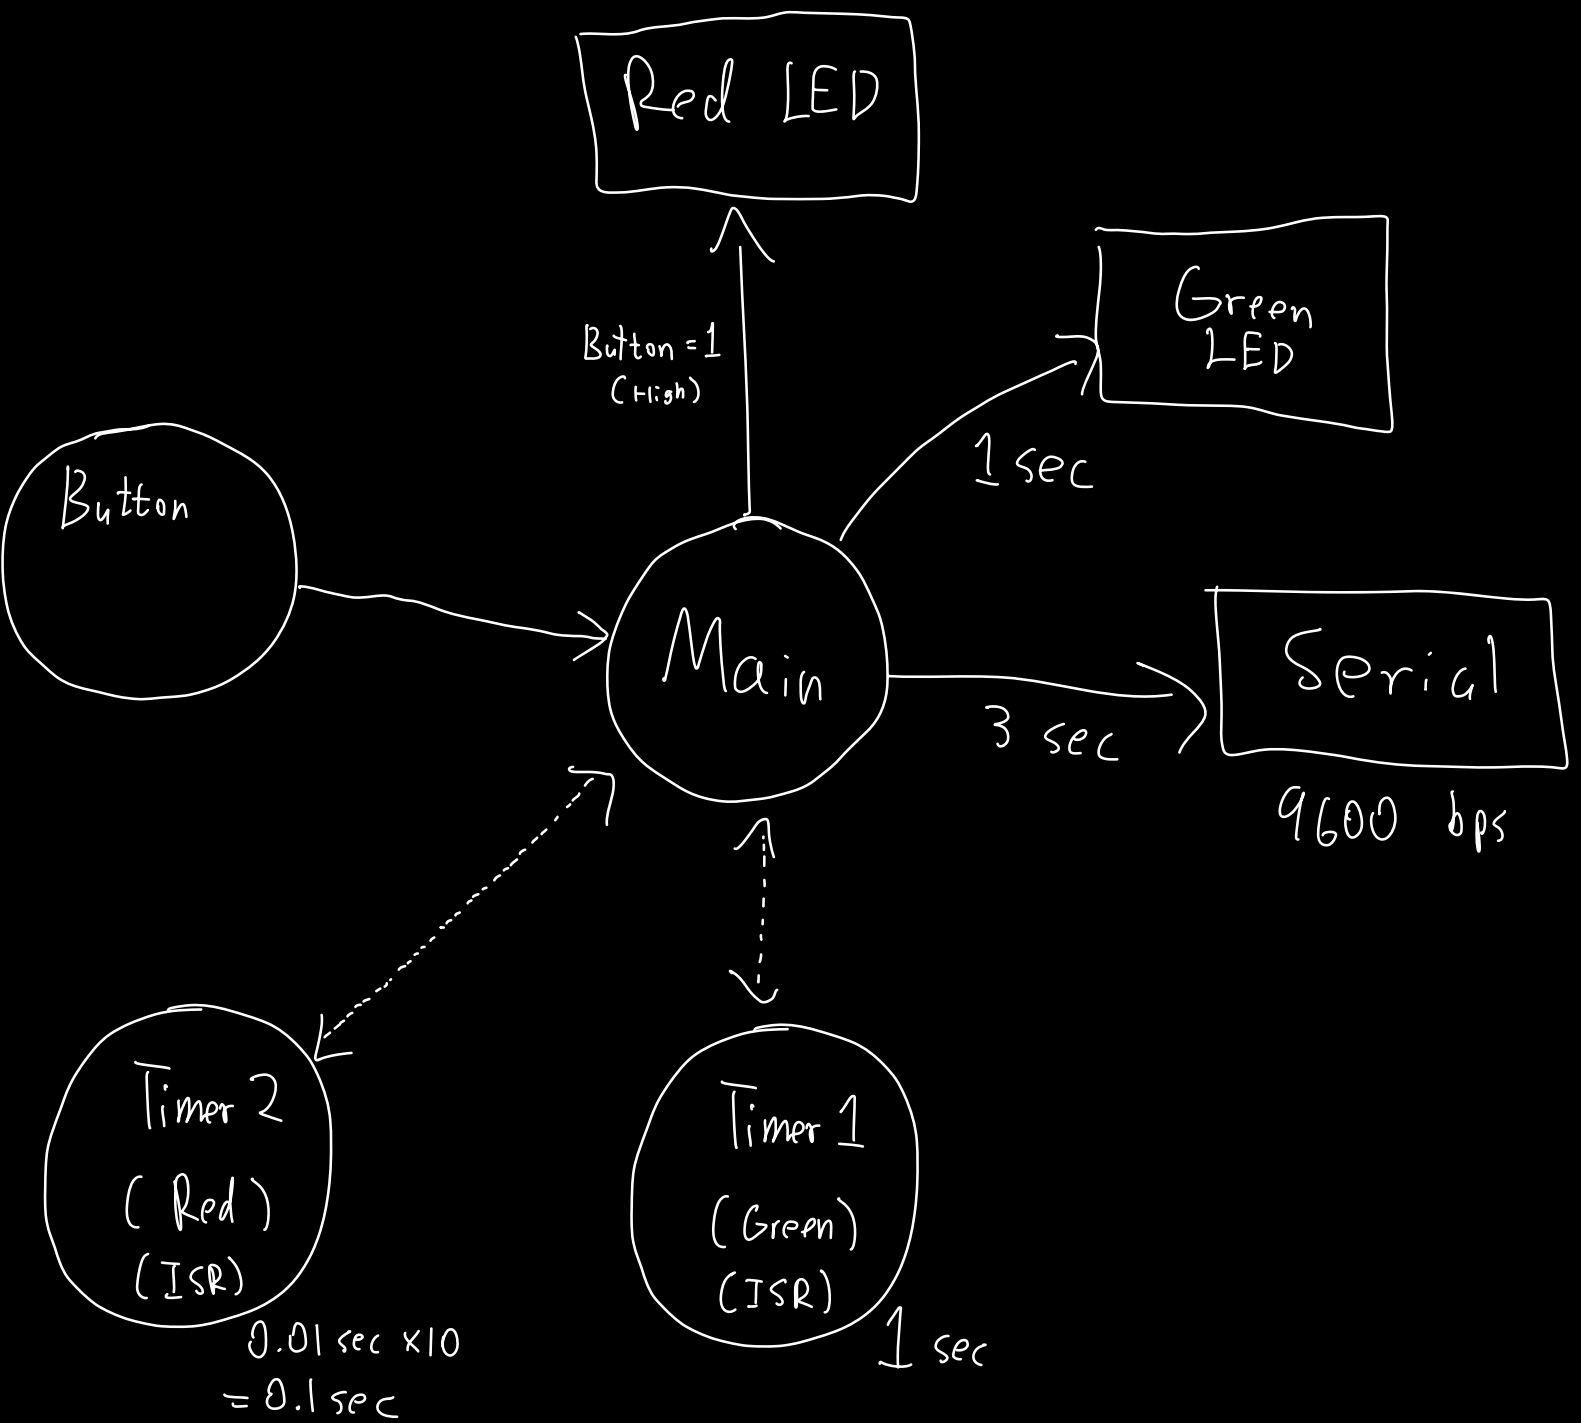 Red LED
Green
LED
Button = 1
(High)
1 sec
Button
Main
Serial
3 sec
9600 bps
Timer 2
(Red)
(ISR)
0.01 sec ×10
= 0.1 sec
Timer 1
(Green)
(ISR)
1 sec